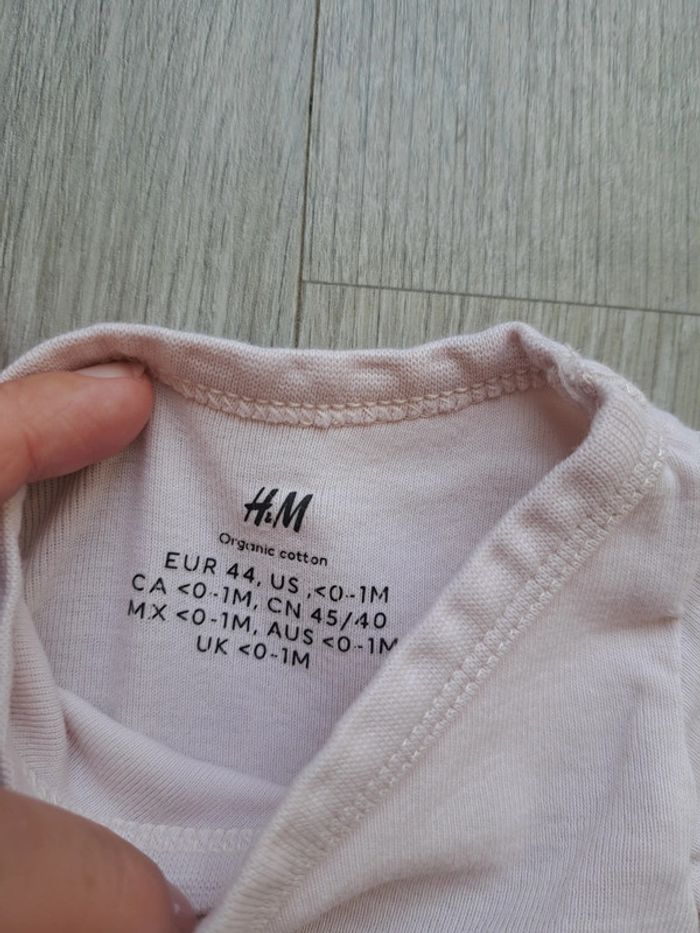 H&M
Organic cotton
EUR 44, US ,<0-1M
CA <0-1M, CN 45/40
MX <0-1M, AUS <0-1M
UK <0-1M